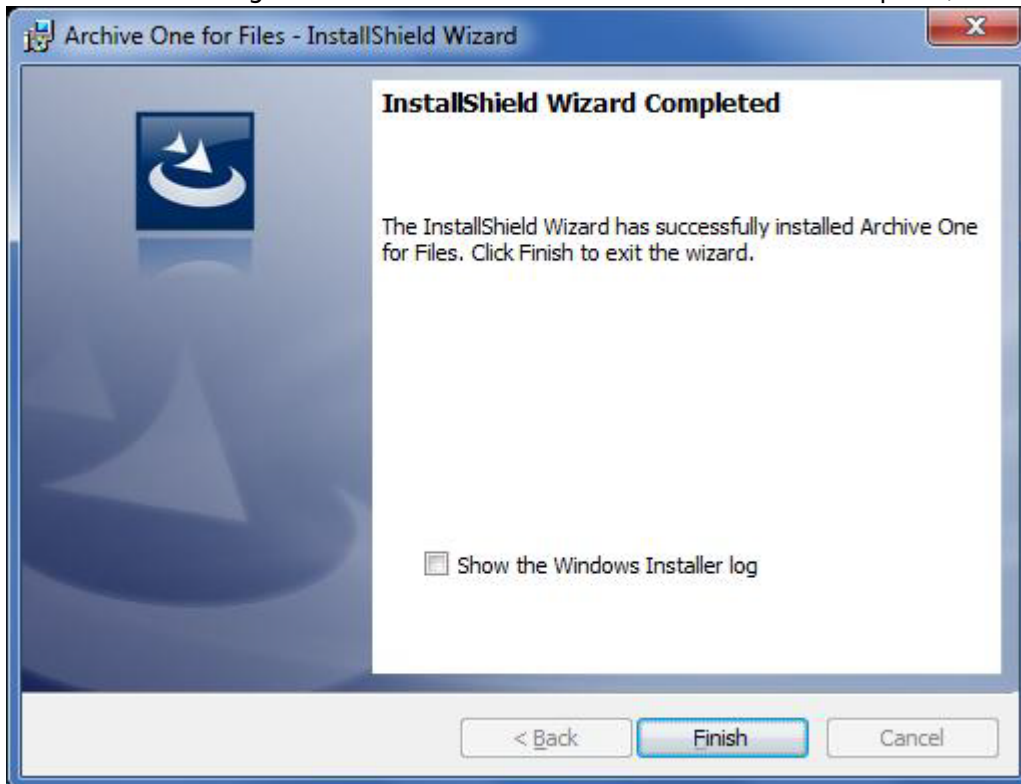 Archive One for Files - InstallShield Wizard
InstallShield Wizard Completed
The InstallShield Wizard has successfully installed Archive One
for Files. Click Finish to exit the wizard.
Show the Windows Installer log
< Back Finish Cancel